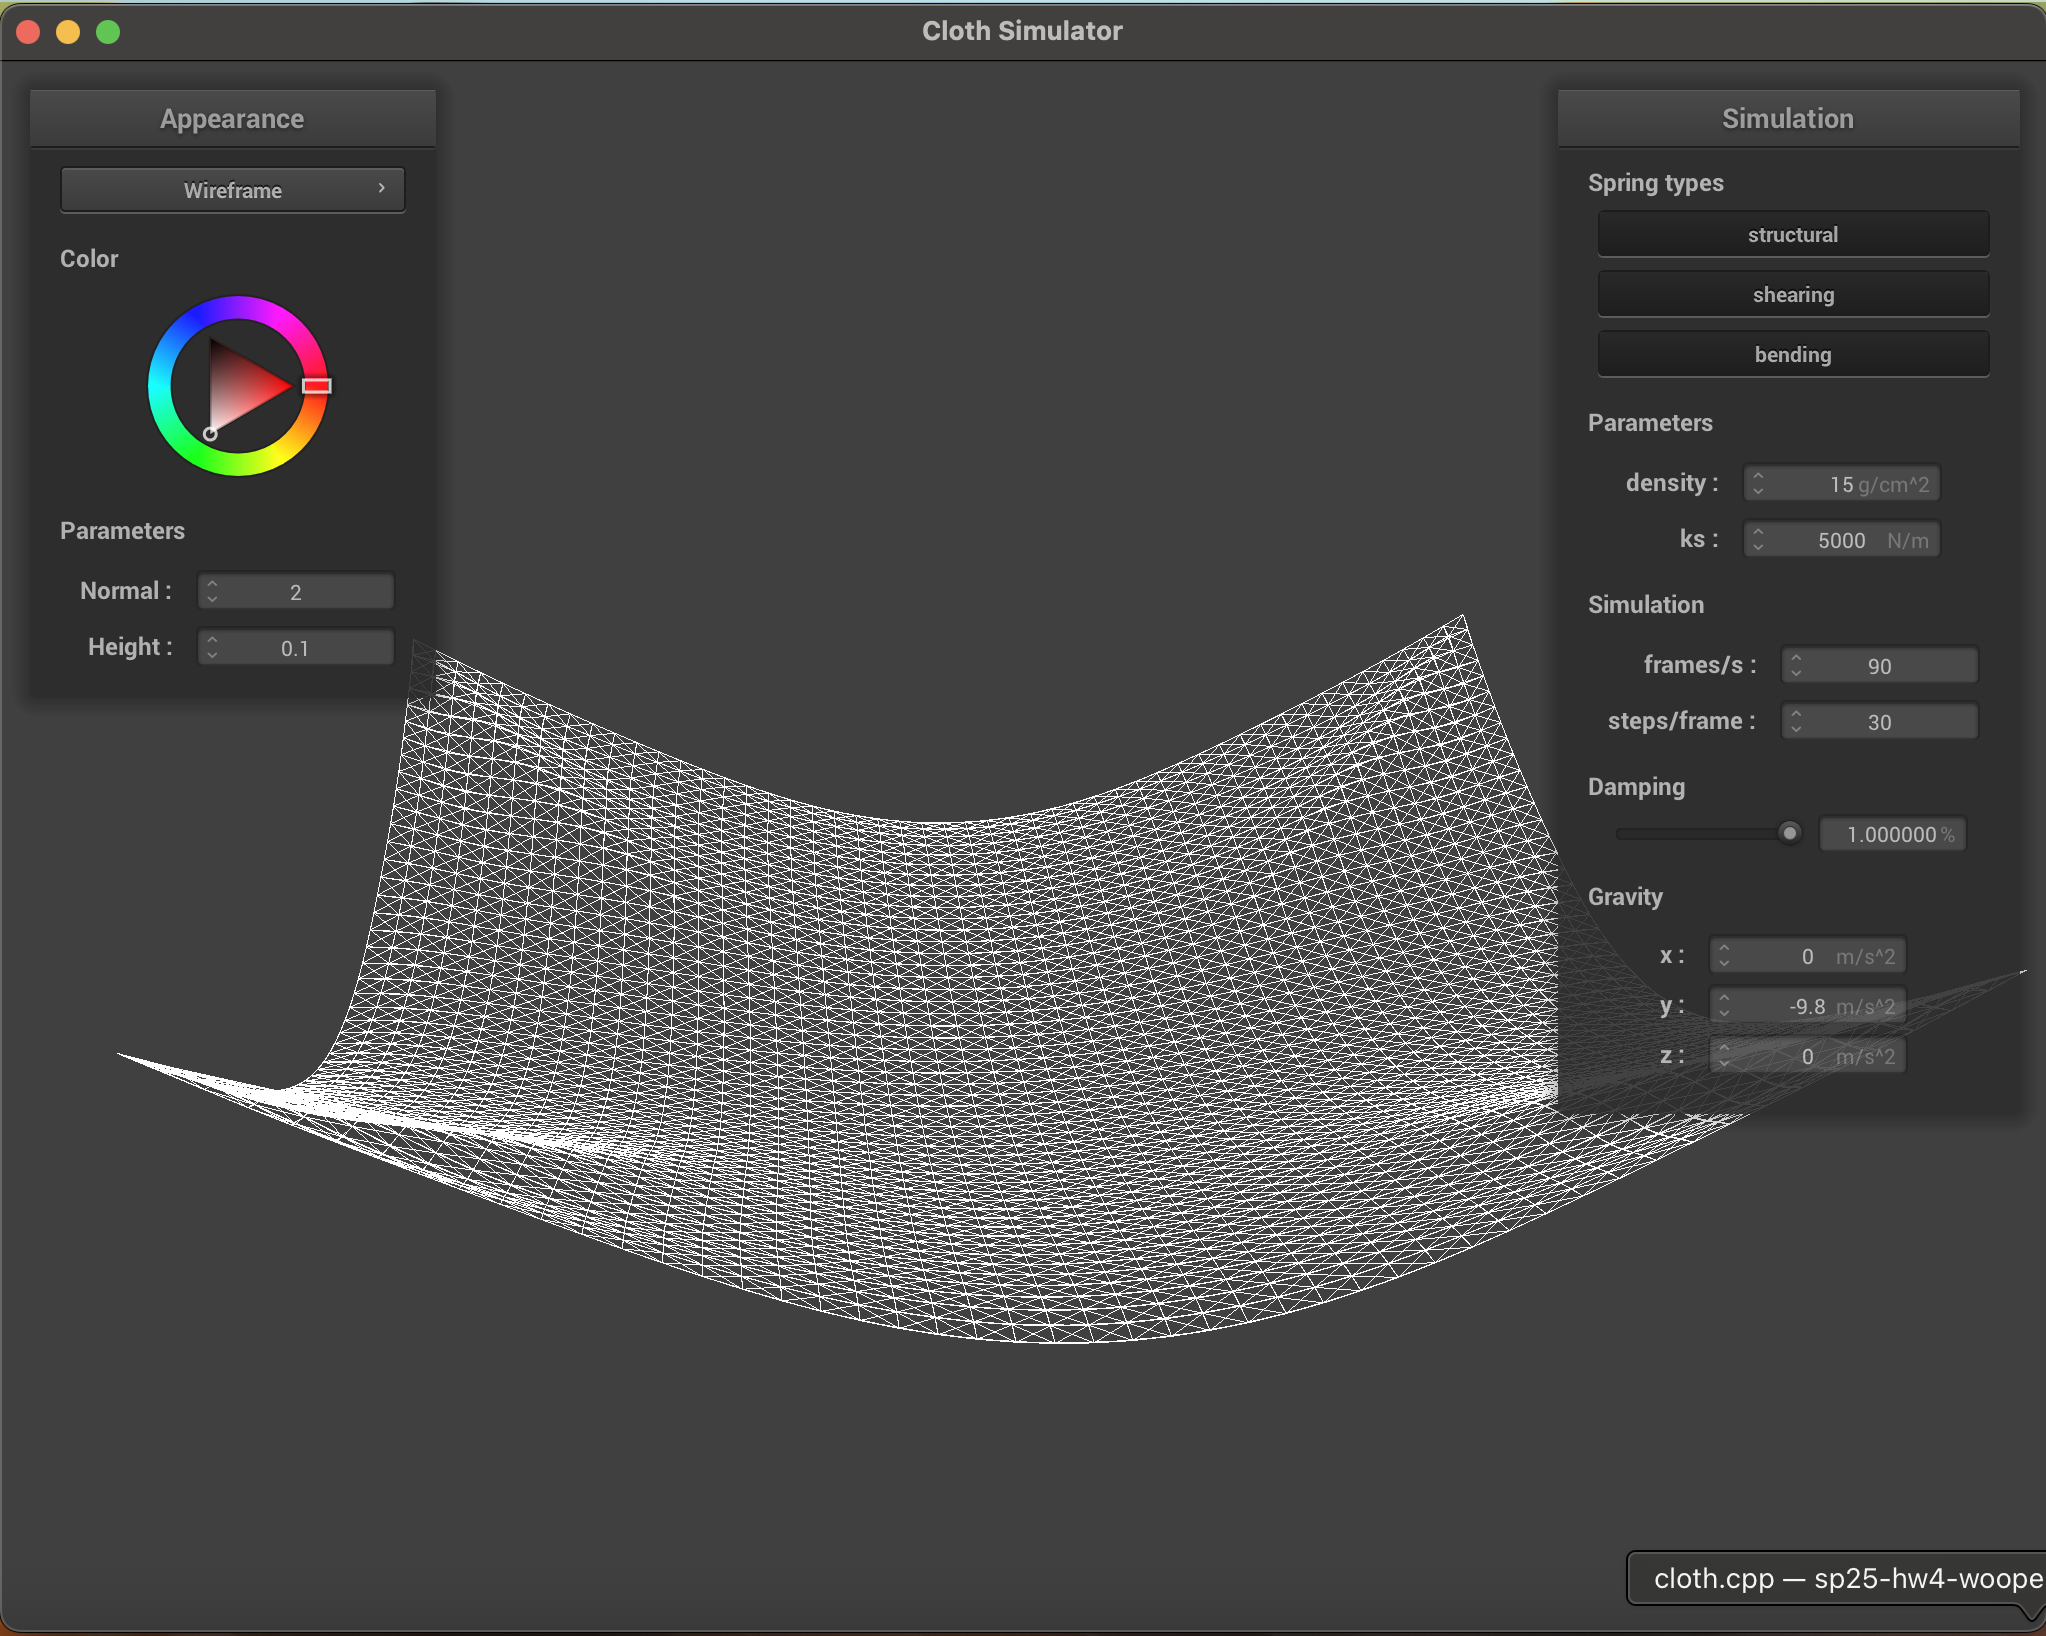 Cloth Simulator
Appearance
Wireframe
Color
Parameters
Normal : 2
Height : 0.1
Simulation
Spring types
structural
shearing
bending
Parameters
density : 15 g/cm^2
ks : 5000 N/m
Simulation
frames/s : 90
steps/frame : 30
Damping
1.000000 %
Gravity
x : 0 m/s^2
y : -9.8 m/s^2
z : 0 m/s^2
cloth.cpp — sp25-hw4-woope